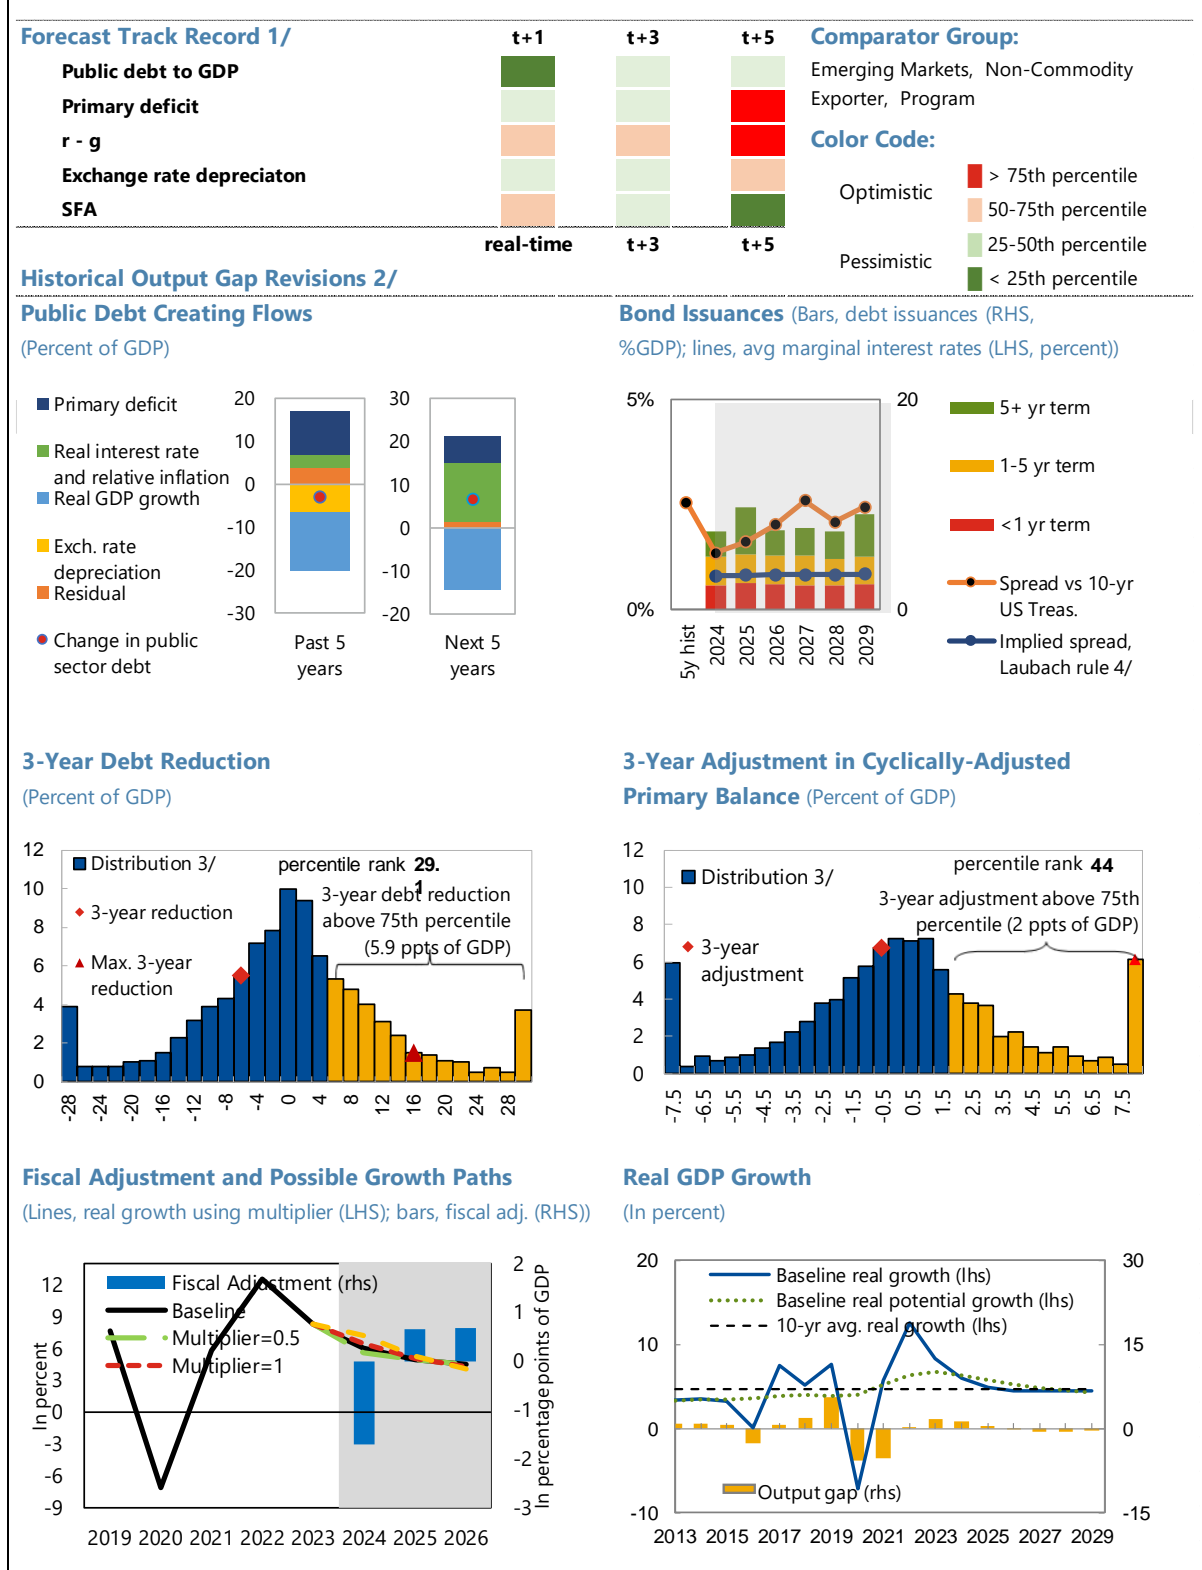 Forecast Track Record 1/ t+1 t+3 t+5 Comparator Group:
Public debt to GDP Emerging Markets, Non-Commodity
Primary deficit Exporter, Program
r - g Color Code:
Exchange rate depreciaton
SFA
Optimistic
> 75th percentile
50-75th percentile
real-time t+3 t+5
Pessimistic
25-50th percentile
< 25th percentile
Historical Output Gap Revisions 2/
Public Debt Creating Flows
(Percent of GDP)
Primary deficit
Real interest rate
and relative inflation
Real GDP growth
Exch. rate
depreciation
Residual
Change in public
sector debt
20
10
0
-10
-20
-30
Past 5
years
30
20
10
0
-10
-20
Next 5
years
Bond Issuances (Bars, debt issuances (RHS,
%GDP); lines, avg marginal interest rates (LHS, percent))
5%
0%
20
0
5y hist 2024 2025 2026 2027 2028 2029
5+ yr term
1-5 yr term
<1 yr term
Spread vs 10-yr
US Treas.
Implied spread,
Laubach rule 4/
3-Year Debt Reduction
(Percent of GDP)
12
10
8
6
4
2
0
Distribution 3/
3-year reduction
Max. 3-year
reduction
percentile rank 29.
1
3-year debt reduction
above 75th percentile
(5.9 ppts of GDP)
-28 -24 -20 -16 -12 -8 -4 0 4 8 12 16 20 24 28
3-Year Adjustment in Cyclically-Adjusted
Primary Balance (Percent of GDP)
12
10
8
6
4
2
0
Distribution 3/
3-year
adjustment
percentile rank 44
3-year adjustment above 75th
percentile (2 ppts of GDP)
-7.5 -6.5 -5.5 -4.5 -3.5 -2.5 -1.5 -0.5 0.5 1.5 2.5 3.5 4.5 5.5 6.5 7.5
Fiscal Adjustment and Possible Growth Paths
(Lines, real growth using multiplier (LHS); bars, fiscal adj. (RHS))
In percent
12
9
6
3
0
-3
-6
-9
Fiscal Adjustment (rhs)
Baseline
Multiplier=0.5
Multiplier=1
2
1
0
-1
-2
-3
In percentage points of GDP
2019 2020 2021 2022 2023 2024 2025 2026
Real GDP Growth
(In percent)
20
10
0
-10
Baseline real growth (lhs)
Baseline real potential growth (lhs)
10-yr avg. real growth (lhs)
Output gap (rhs)
30
15
0
-15
2013 2015 2017 2019 2021 2023 2025 2027 2029